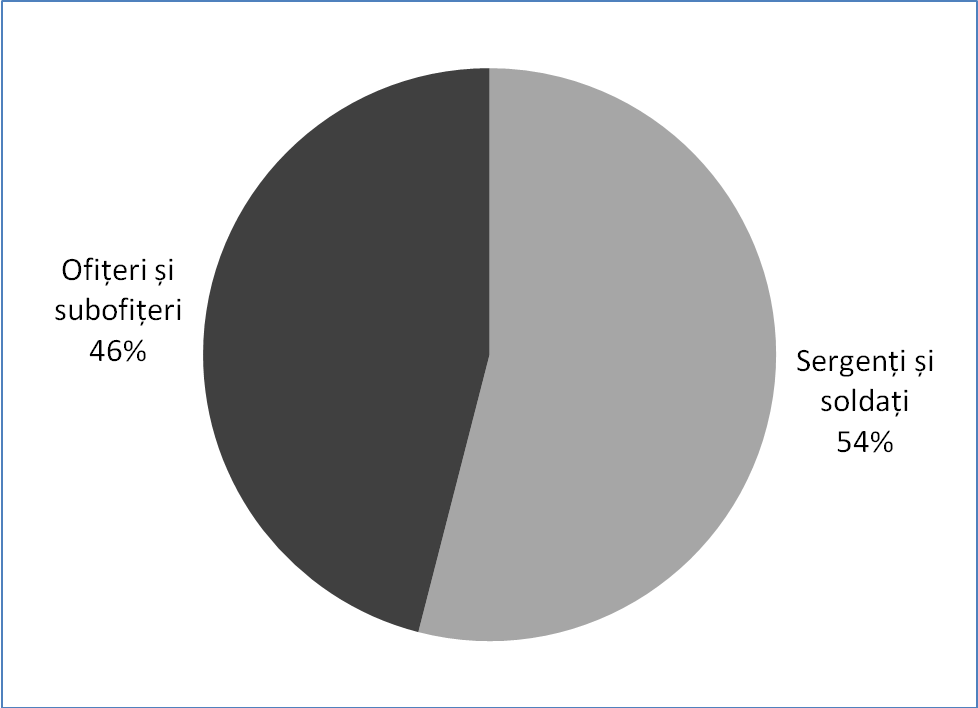 Ofițeri și
subofițeri
46%
Sergenți și
soldați
54%